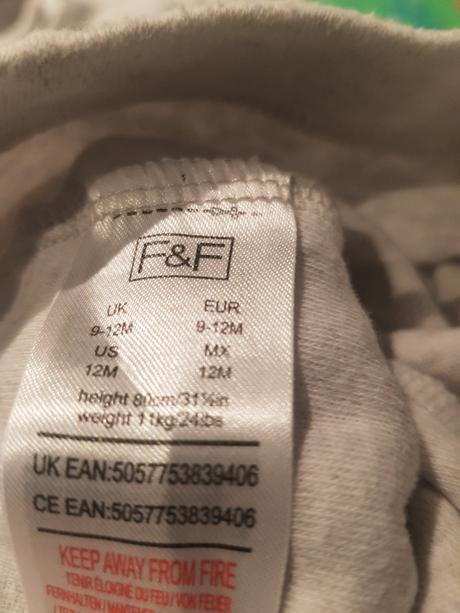 F&F
UK EUR
9-12M 9-12M
US MX
12M 12M
height 80cm/31½in
weight 11kg/24lbs
UK EAN:5057753839406
CE EAN:5057753839406
KEEP AWAY FROM FIRE
TENIR ÉLOIGNÉ DU FEU / VON FEUER
FERNHALTEN /